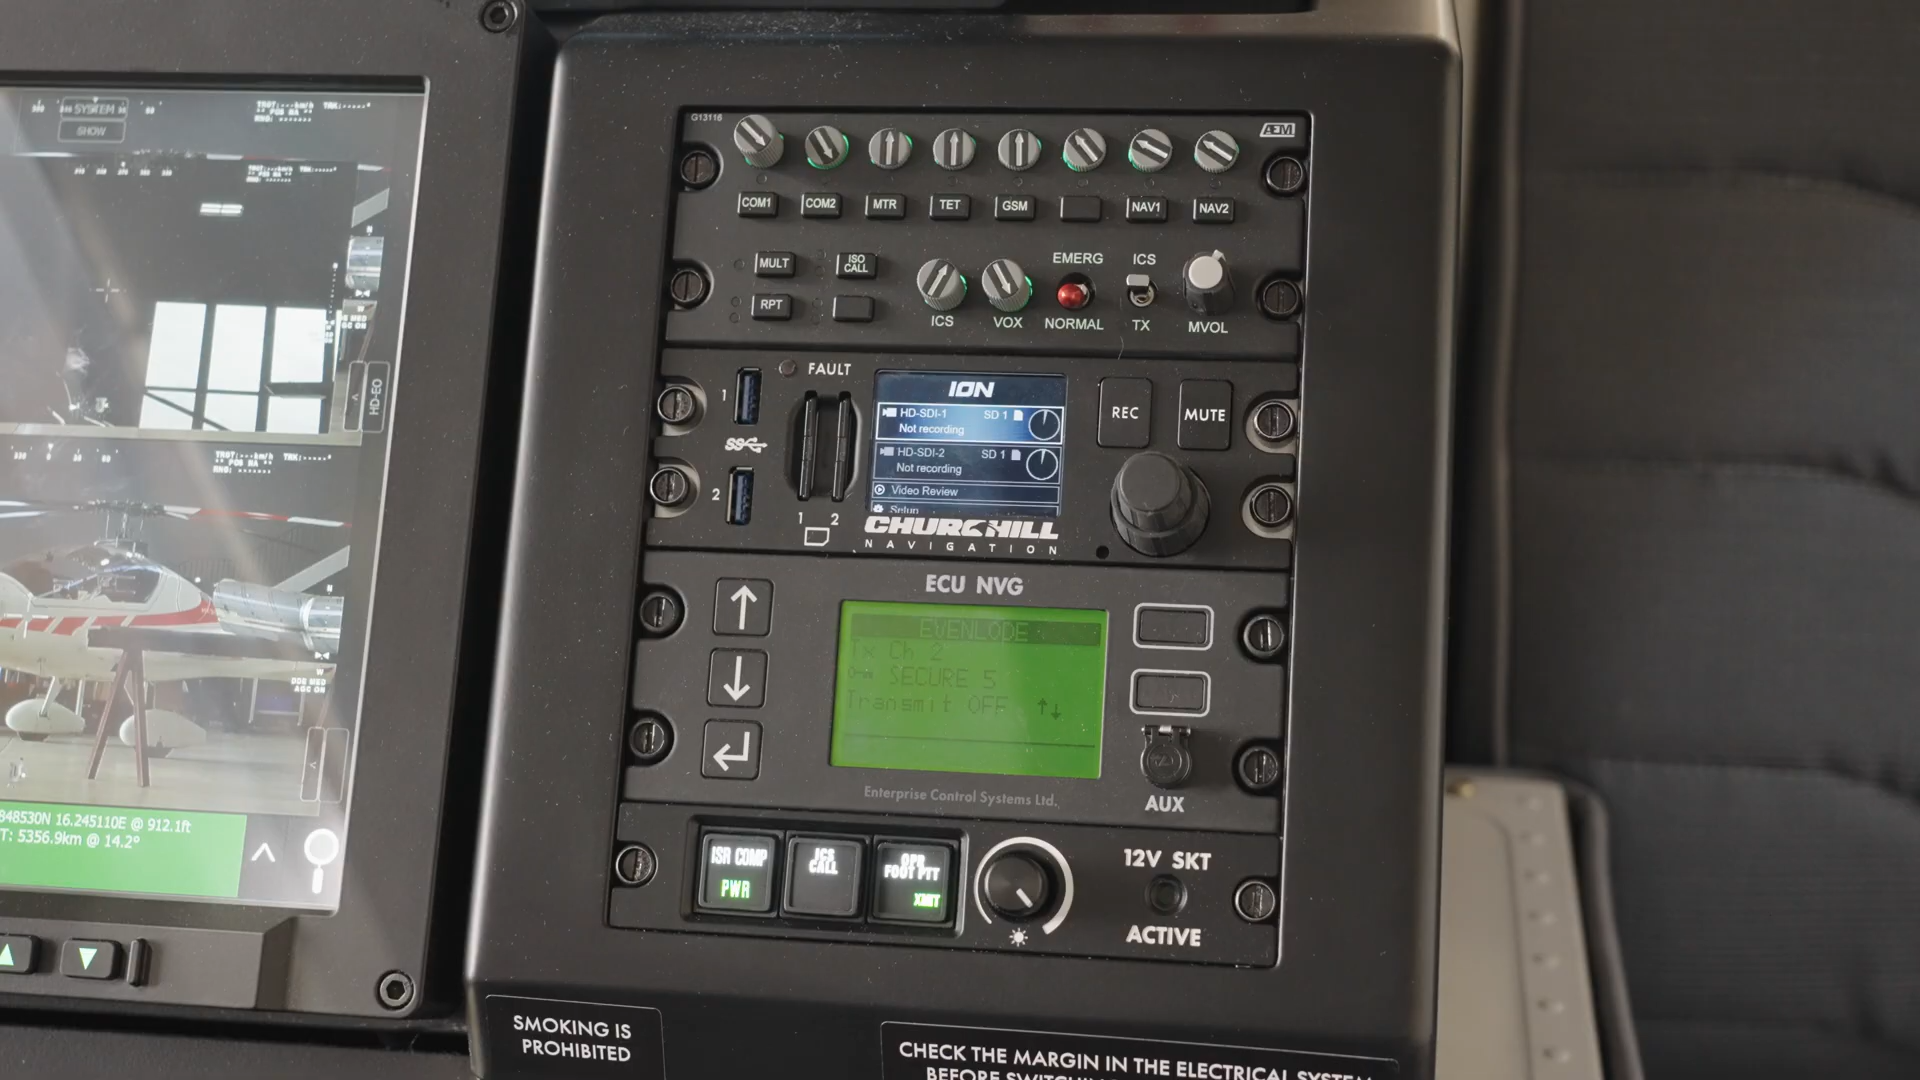 SYSTEM
SHOW
HD-EO
848530N 16.245110E @ 912.1ft
T: 5356.9km @ 14.2°
G13116
AEM
COM1 COM2 MTR TET GSM NAV1 NAV2
MULT ISO CALL
RPT
EMERG ICS
ICS VOX NORMAL TX MVOL
FAULT
1
2
1 2
ION
HD-SDI-1 SD 1
Not recording
HD-SDI-2 SD 1
Not recording
Video Review
Setup
CHURCHILL
NAVIGATION
REC MUTE
ECU NVG
EVENLODE
Tx Ch 2
SECURE 5
Transmit OFF
Enterprise Control Systems Ltd.
AUX
ISR COMP
PWR
ICS
CALL
OPR
FOOT PTT
XMIT
12V SKT
ACTIVE
SMOKING IS
PROHIBITED
CHECK THE MARGIN IN THE ELECTRICAL SYSTEM
BEFORE